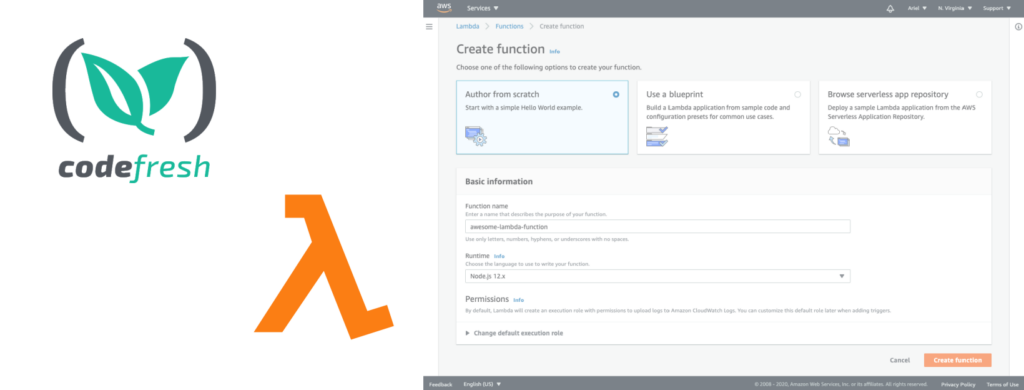 codefresh
aws Services
Ariel N. Virginia Support
Lambda Functions Create function
Create function Info
Choose one of the following options to create your function.
Author from scratch
Start with a simple Hello World example.
Use a blueprint
Build a Lambda application from sample code and
configuration presets for common use cases.
Browse serverless app repository
Deploy a sample Lambda application from the AWS
Serverless Application Repository.
Basic information
Function name
Enter a name that describes the purpose of your function.
awesome-lambda-function
Use only letters, numbers, hyphens, or underscores with no spaces.
Runtime Info
Choose the language to use to write your function.
Node.js 12.x
Permissions Info
By default, Lambda will create an execution role with permissions to upload logs to Amazon CloudWatch Logs. You can customize this default role later when adding triggers.
Change default execution role
Cancel Create function
Feedback English (US) © 2008 - 2020, Amazon Web Services, Inc. or its affiliates. All rights reserved. Privacy Policy Terms of Use